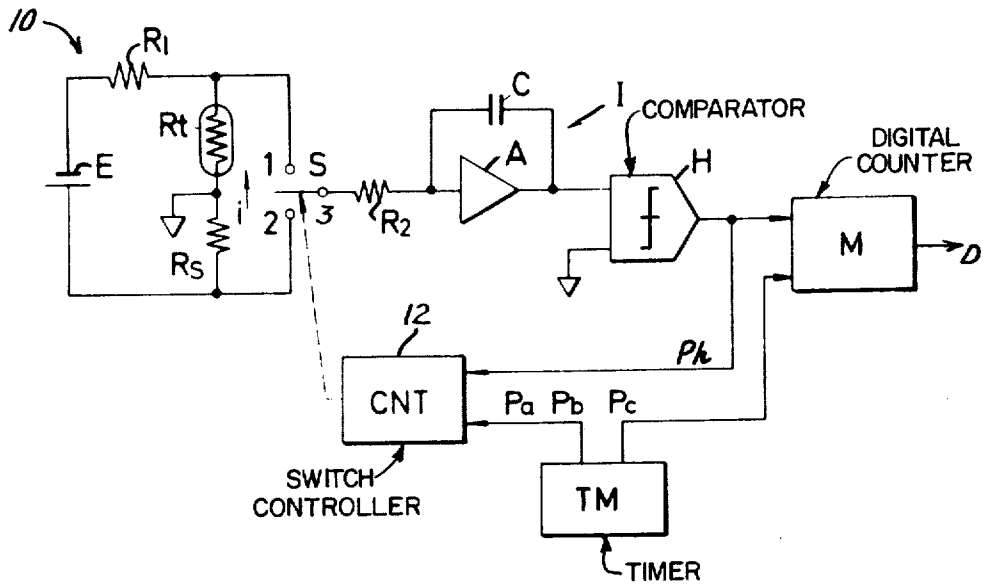 10
R1
C
I
COMPARATOR
DIGITAL
COUNTER
Rt
E
1
S
A
H
i
2
3
R2
M
D
Rs
12
Ph
CNT
Pa Pb Pc
SWITCH
CONTROLLER
TM
TIMER